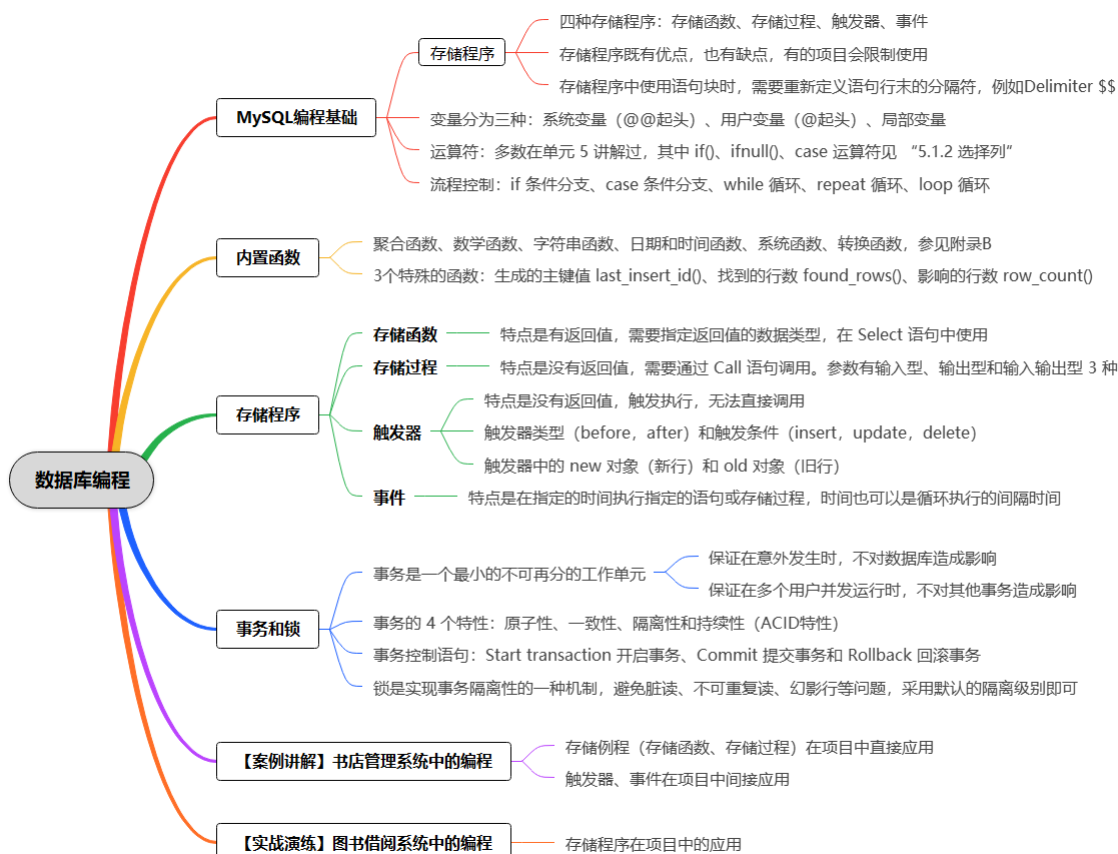 数据库编程
MySQL编程基础
存储程序
四种存储程序：存储函数、存储过程、触发器、事件
存储程序既有优点，也有缺点，有的项目会限制使用
存储程序中使用语句块时，需要重新定义语句行末的分隔符，例如Delimiter $$
变量分为三种：系统变量（@@起头）、用户变量（@起头）、局部变量
运算符：多数在单元 5 讲解过，其中 if()、ifnull()、case 运算符见 “5.1.2 选择列”
流程控制：if 条件分支、case 条件分支、while 循环、repeat 循环、loop 循环
内置函数
聚合函数、数学函数、字符串函数、日期和时间函数、系统函数、转换函数，参见附录B
3个特殊的函数：生成的主键值 last_insert_id()、找到的行数 found_rows()、影响的行数 row_count()
存储程序
存储函数
特点是有返回值，需要指定返回值的数据类型，在 Select 语句中使用
存储过程
特点是没有返回值，需要通过 Call 语句调用。参数有输入型、输出型和输入输出型 3 种
触发器
特点是没有返回值，触发执行，无法直接调用
触发器类型（before，after）和触发条件（insert，update，delete）
触发器中的 new 对象（新行）和 old 对象（旧行）
事件
特点是在指定的时间执行指定的语句或存储过程，时间也可以是循环执行的间隔时间
事务和锁
事务是一个最小的不可再分的工作单元
保证在意外发生时，不对数据库造成影响
保证在多个用户并发运行时，不对其他事务造成影响
事务的 4 个特性：原子性、一致性、隔离性和持续性（ACID特性）
事务控制语句：Start transaction 开启事务、Commit 提交事务和 Rollback 回滚事务
锁是实现事务隔离性的一种机制，避免脏读、不可重复读、幻影行等问题，采用默认的隔离级别即可
【案例讲解】书店管理系统中的编程
存储例程（存储函数、存储过程）在项目中直接应用
触发器、事件在项目中间接应用
【实战演练】图书借阅系统中的编程
存储程序在项目中的应用